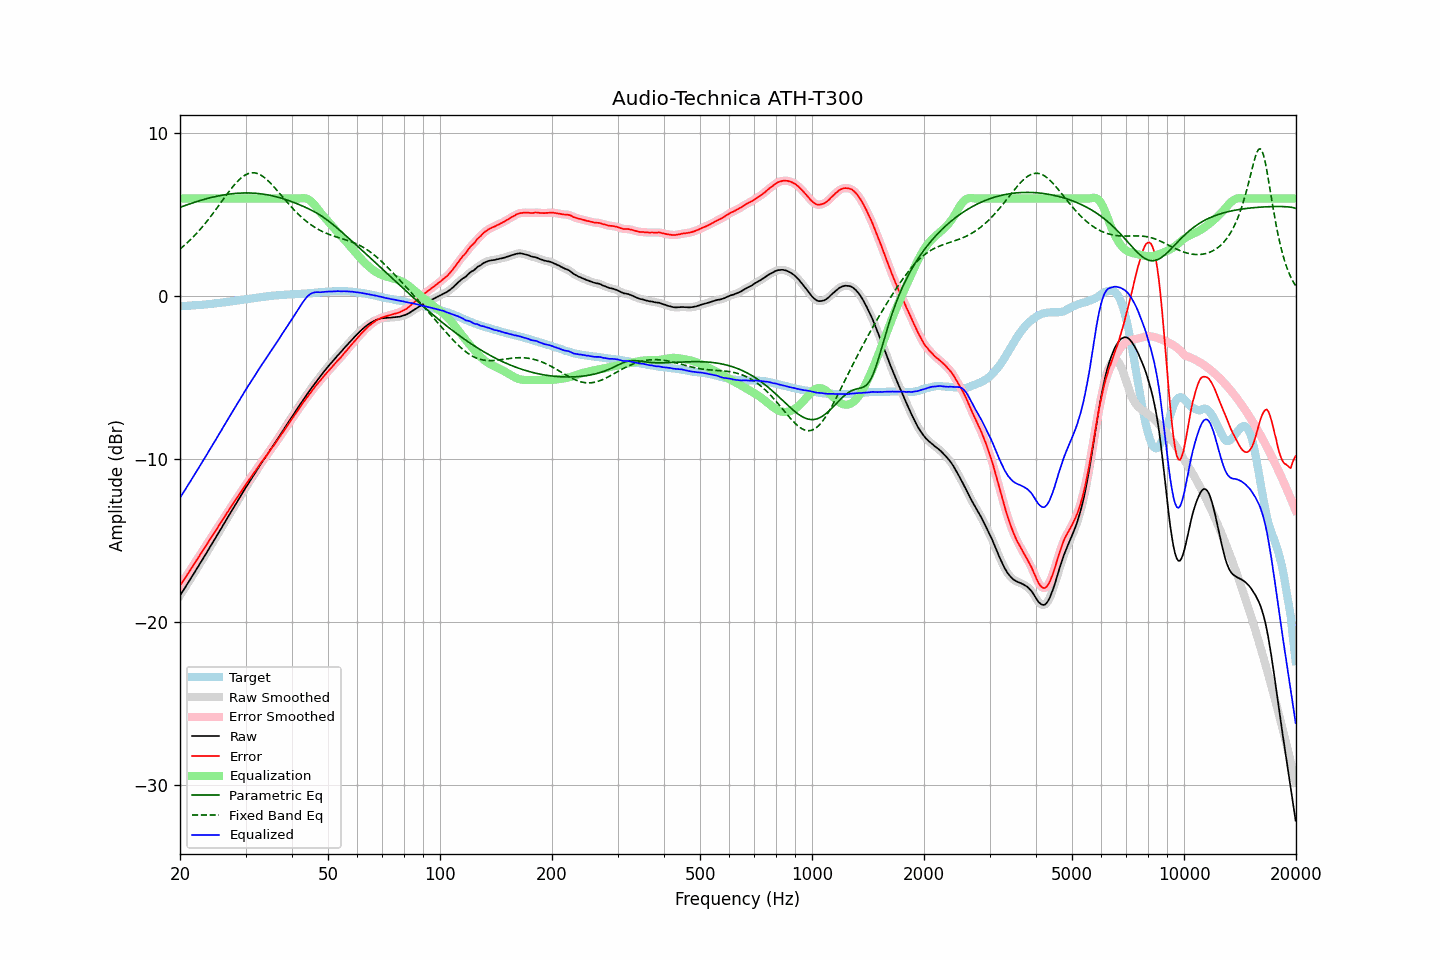 Audio-Technica ATH-T300
Amplitude (dBr)
10
0
−10
−20
−30
Target
Raw Smoothed
Error Smoothed
Raw
Error
Equalization
Parametric Eq
Fixed Band Eq
Equalized
20 50 100 200 500 1000 2000 5000 10000 20000
Frequency (Hz)